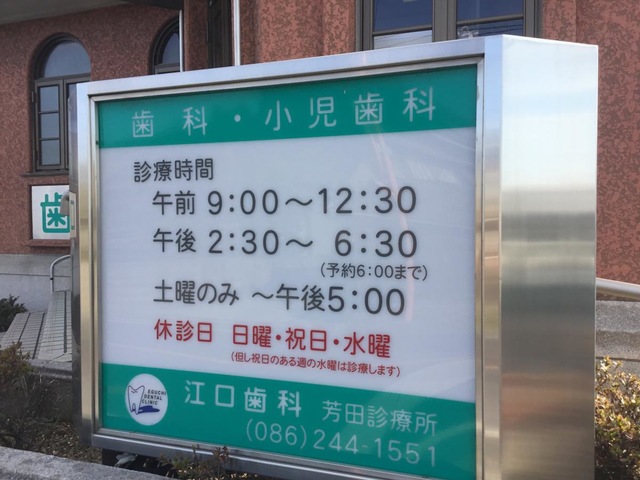 歯科・小児歯科
診療時間
午前 9:00～12:30
午後 2:30～ 6:30
(予約6:00まで)
土曜のみ ～午後5:00
休診日 日曜・祝日・水曜
(但し祝日のある週の水曜は診療します)
EGUCHI
DENTAL
CLINIC
江口歯科 芳田診療所
(086)244-1551
歯